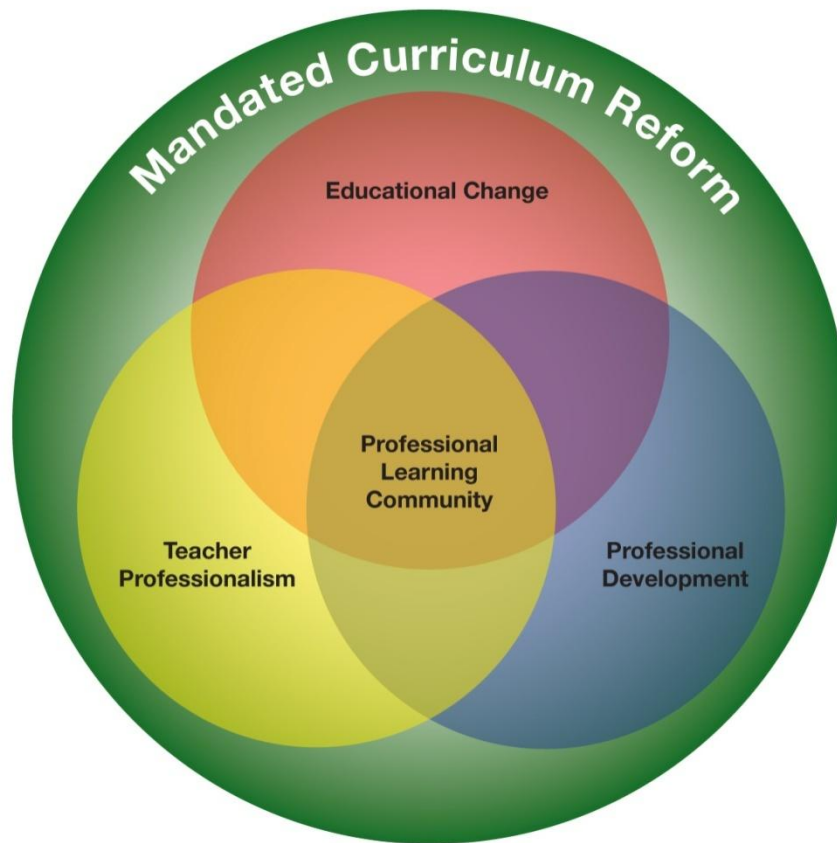 Mandated Curriculum Reform
Educational Change
Professional
Learning
Community
Teacher
Professionalism
Professional
Development